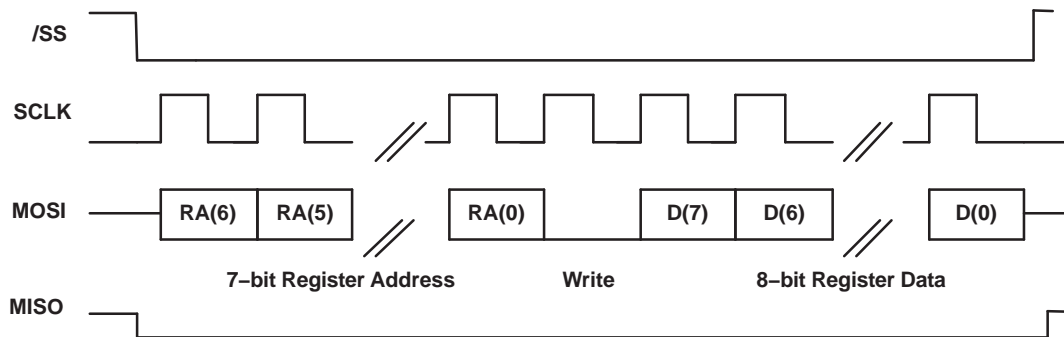 /SS
SCLK
MOSI RA(6) RA(5) RA(0) D(7) D(6) D(0)
7–bit Register Address Write 8–bit Register Data
MISO